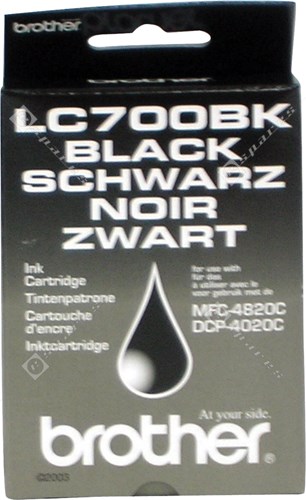 brother
LC700BK
BLACK
SCHWARZ
NOIR
ZWART
Ink
Cartridge
Tintenpatrone
Cartouche
d'encre
Inktcartridge
for use with
für das
à utiliser avec le
voor gebruik met de
MFC-4820C
DCP-4020C
At your side.
brother®
©2003